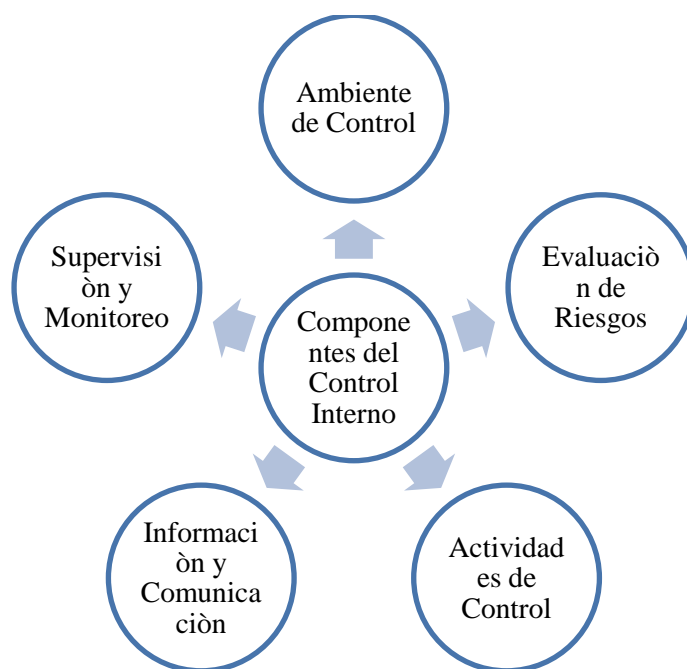 Ambiente
de Control
Evaluaciò
n de
Riesgos
Actividad
es de
Control
Informaci
òn y
Comunica
ciòn
Supervisi
òn y
Monitoreo
Compone
ntes del
Control
Interno